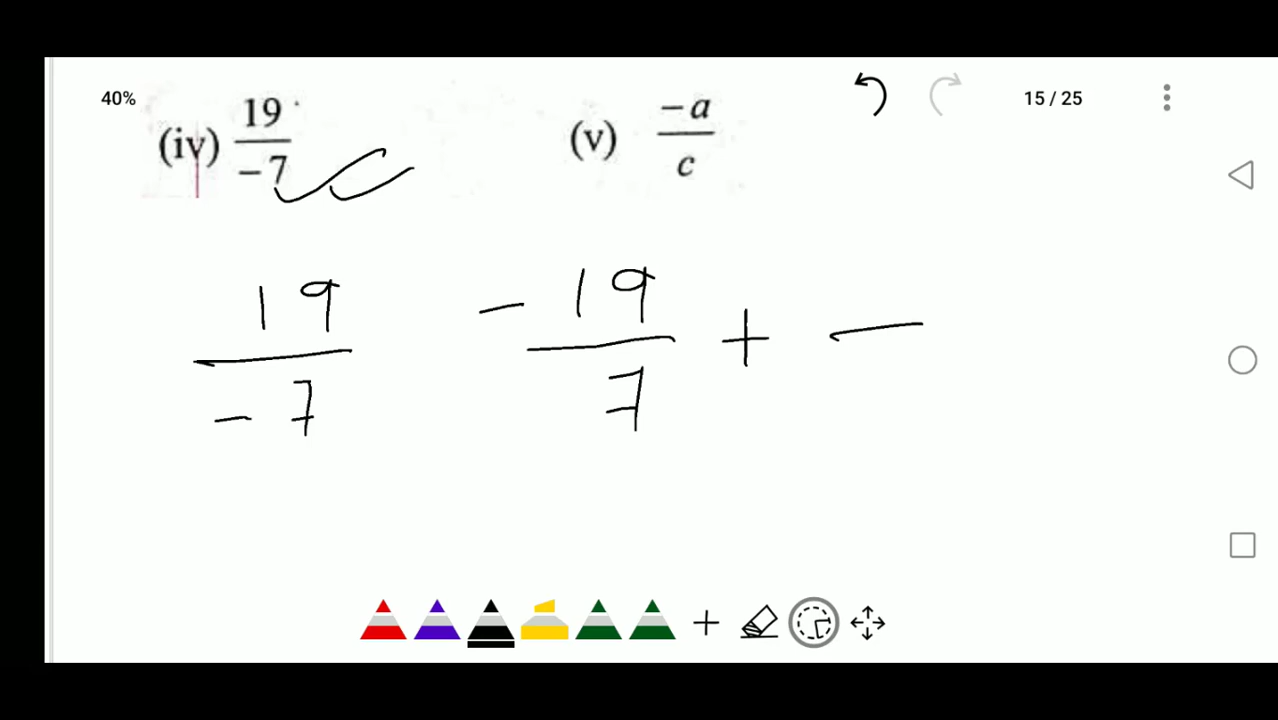 40%
(iv) 19/-7
(v) -a/c
15 / 25
19/-7
-19/7 + —